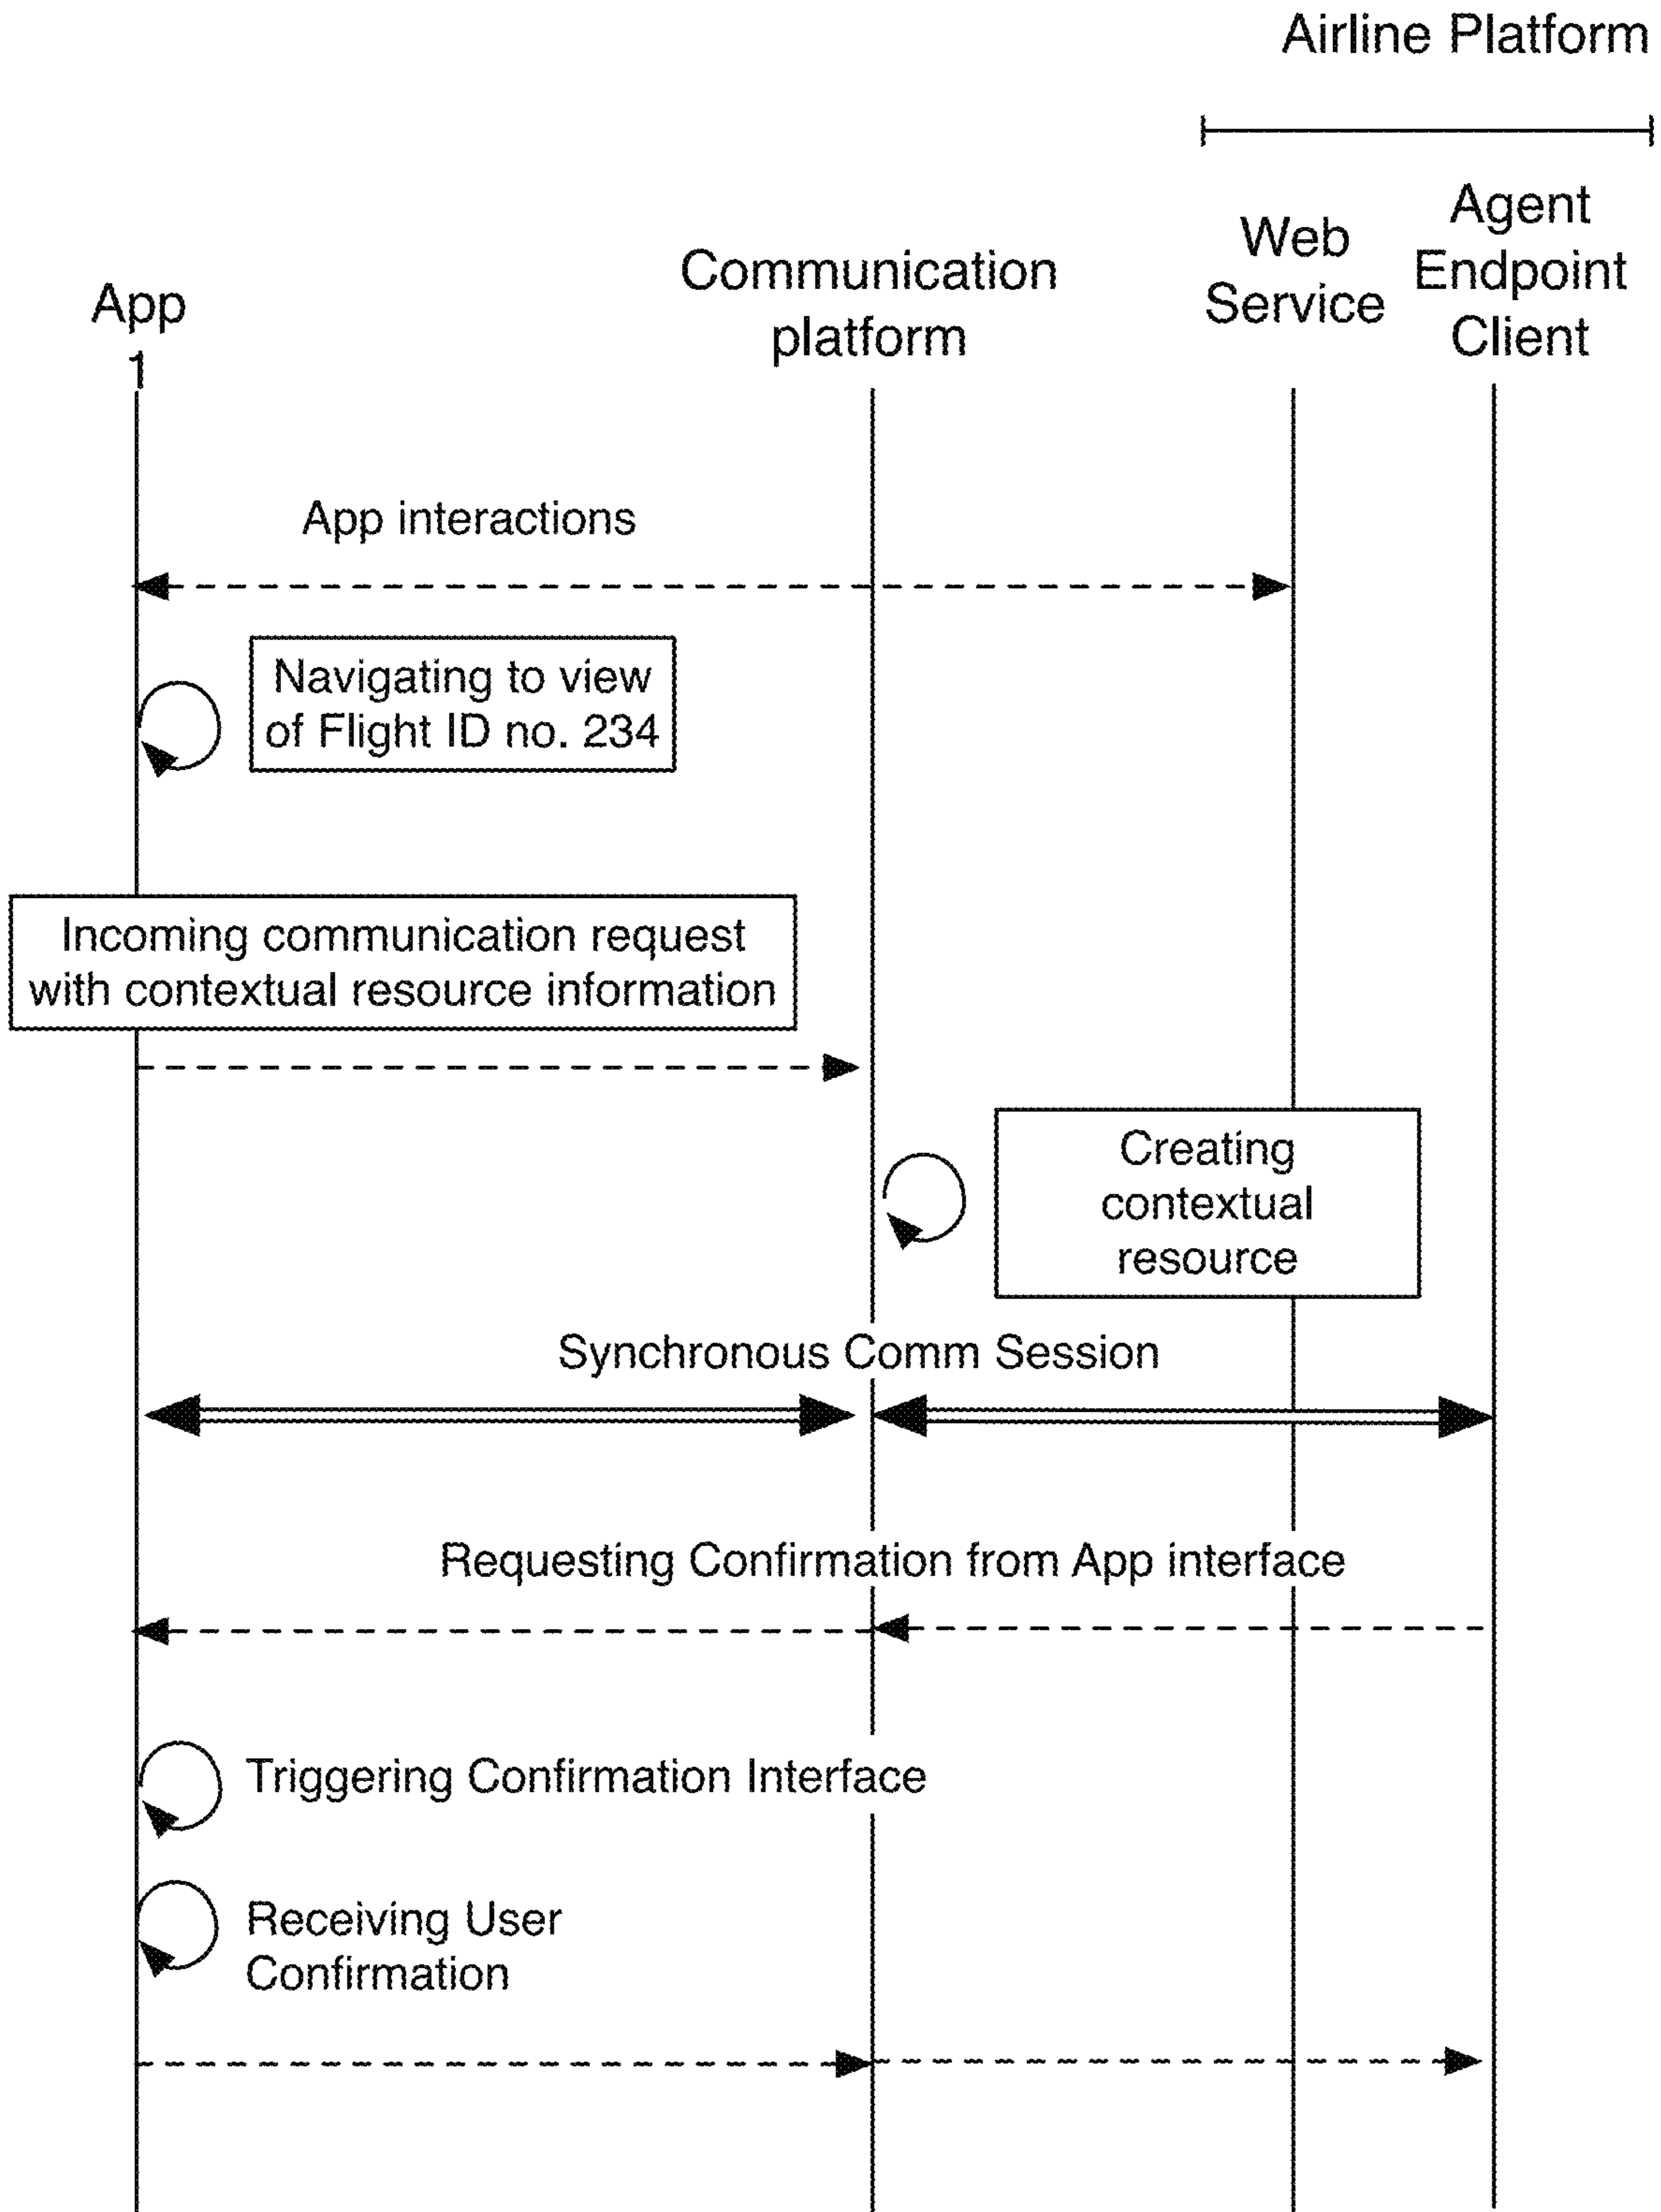 Airline Platform
App
1
Communication
platform
Web
Service
Agent
Endpoint
Client
App interactions
Navigating to view
of Flight ID no. 234
Incoming communication request
with contextual resource information
Creating
contextual
resource
Synchronous Comm Session
Requesting Confirmation from App interface
Triggering Confirmation Interface
Receiving User
Confirmation